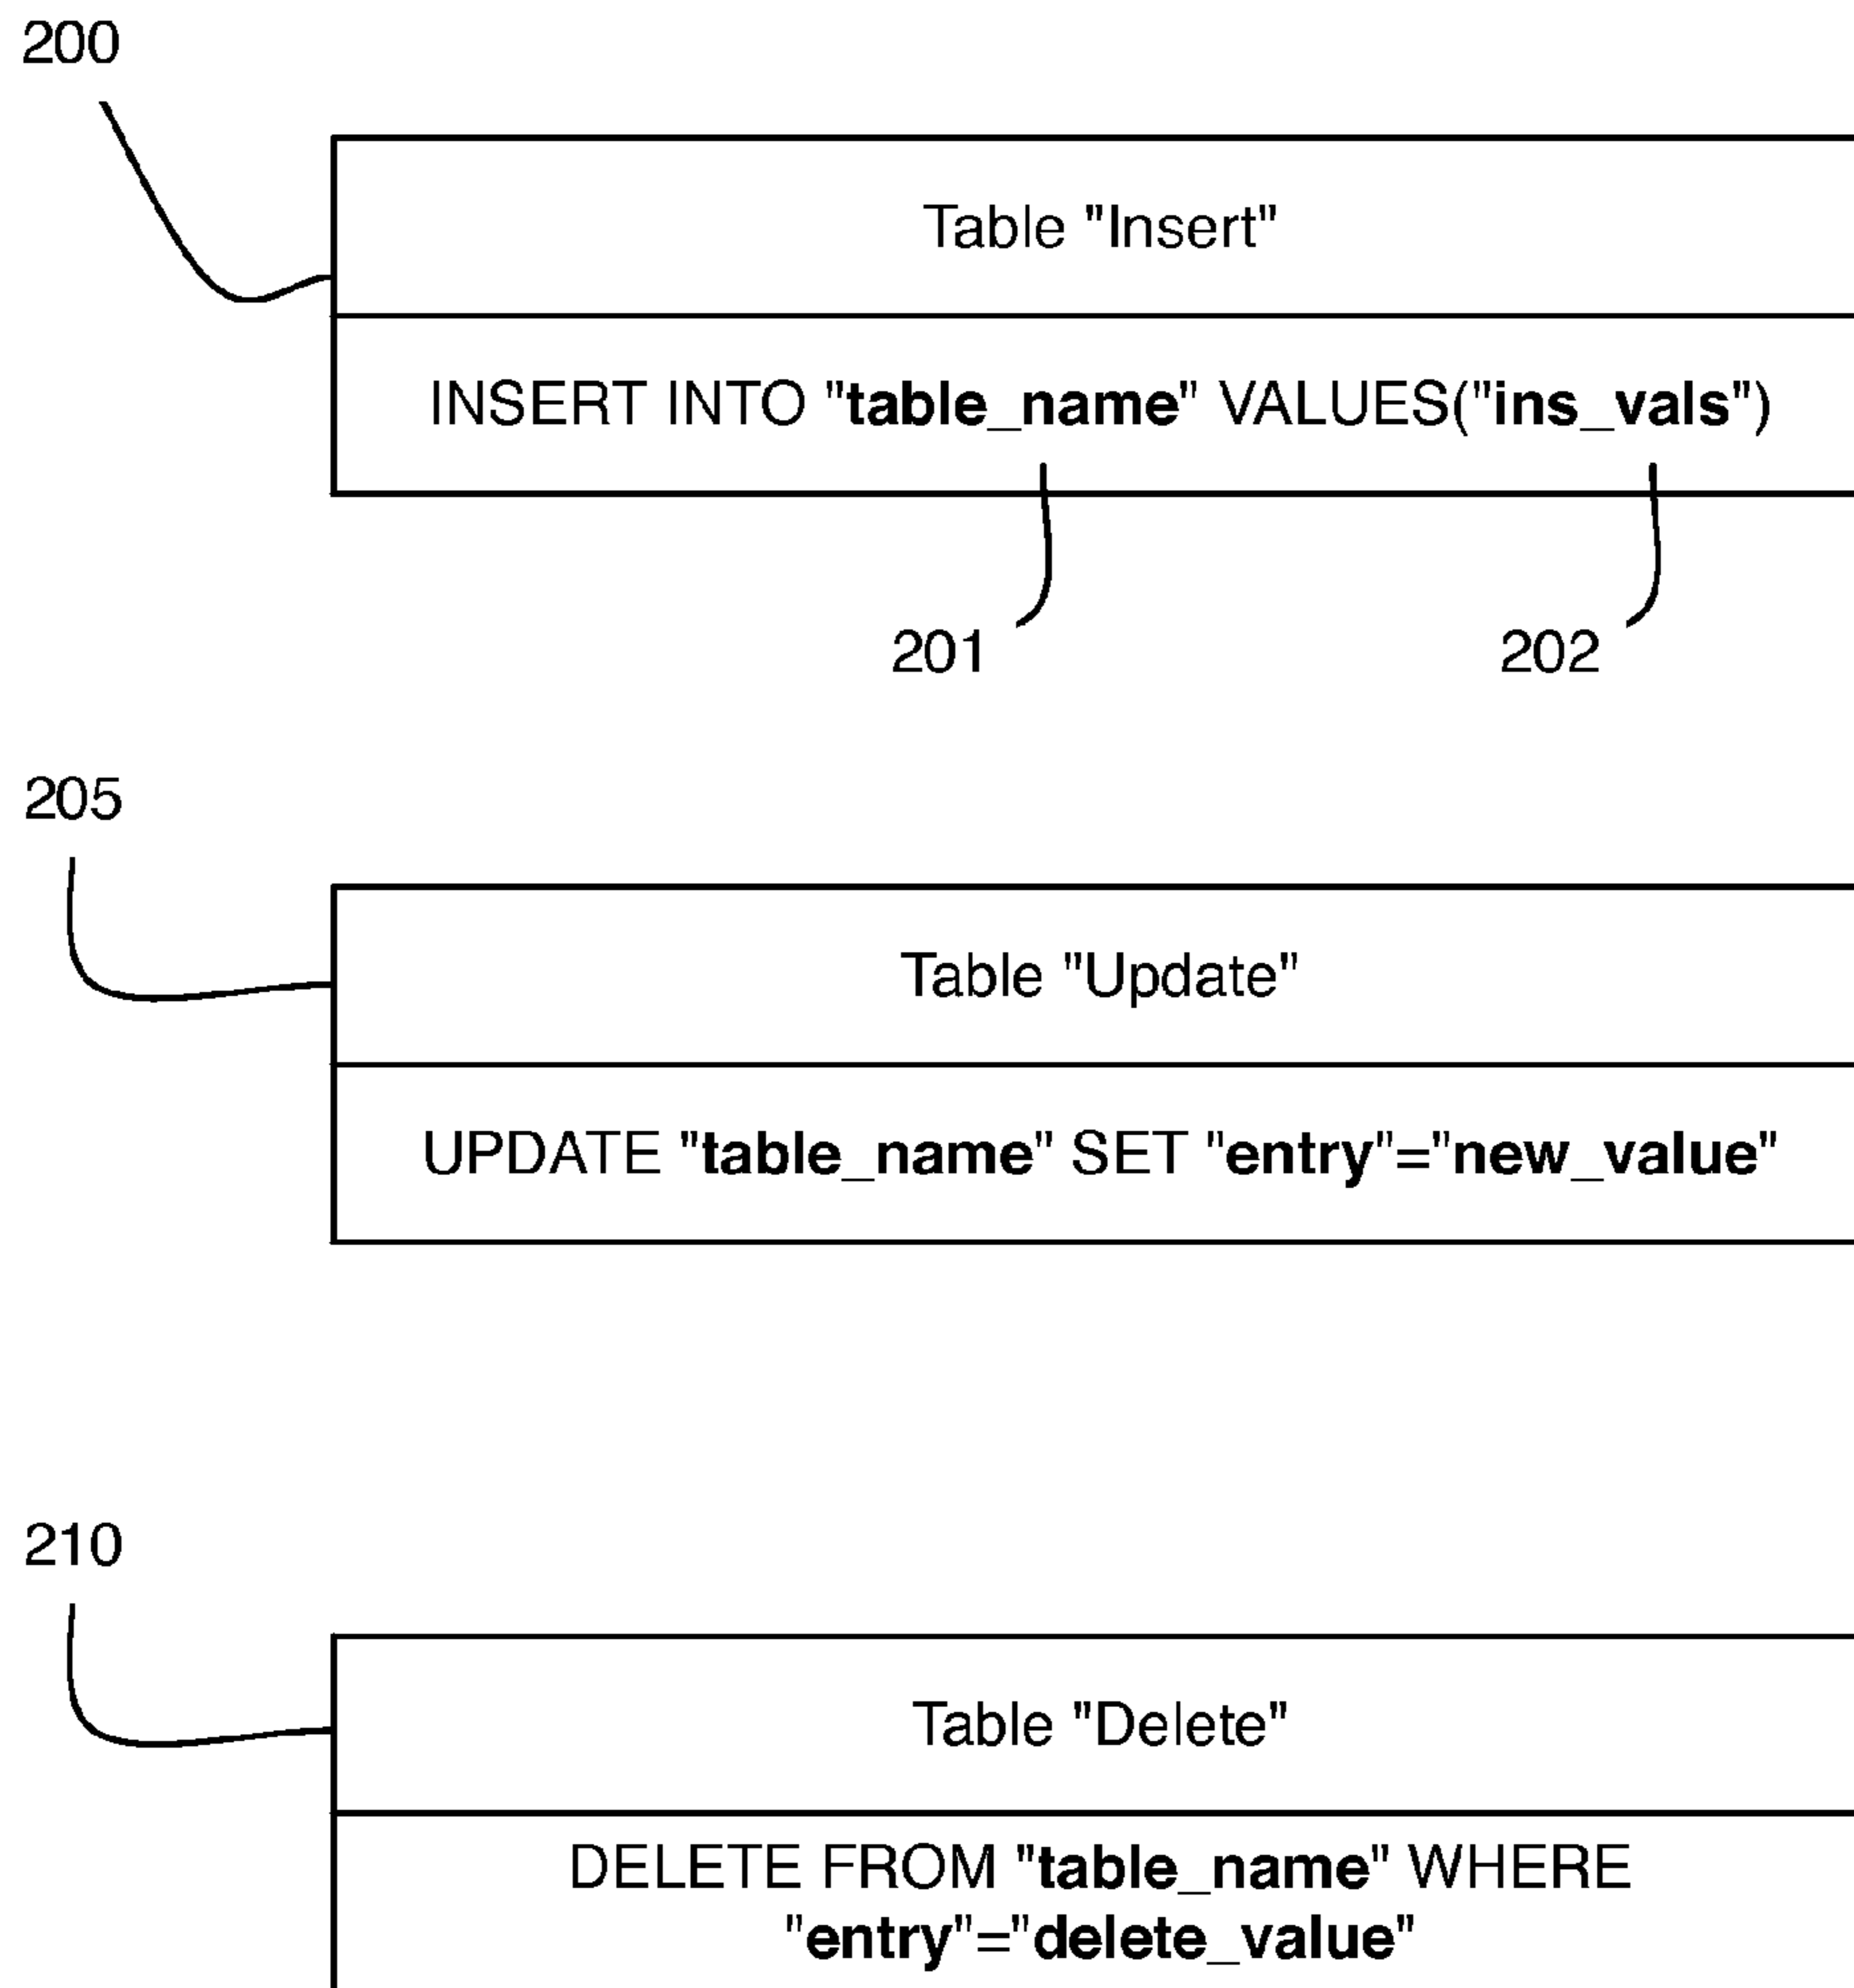 200
Table "Insert"
INSERT INTO "table_name" VALUES("ins_vals")
201
202
205
Table "Update"
UPDATE "table_name" SET "entry"="new_value"
210
Table "Delete"
DELETE FROM "table_name" WHERE
"entry"="delete_value"